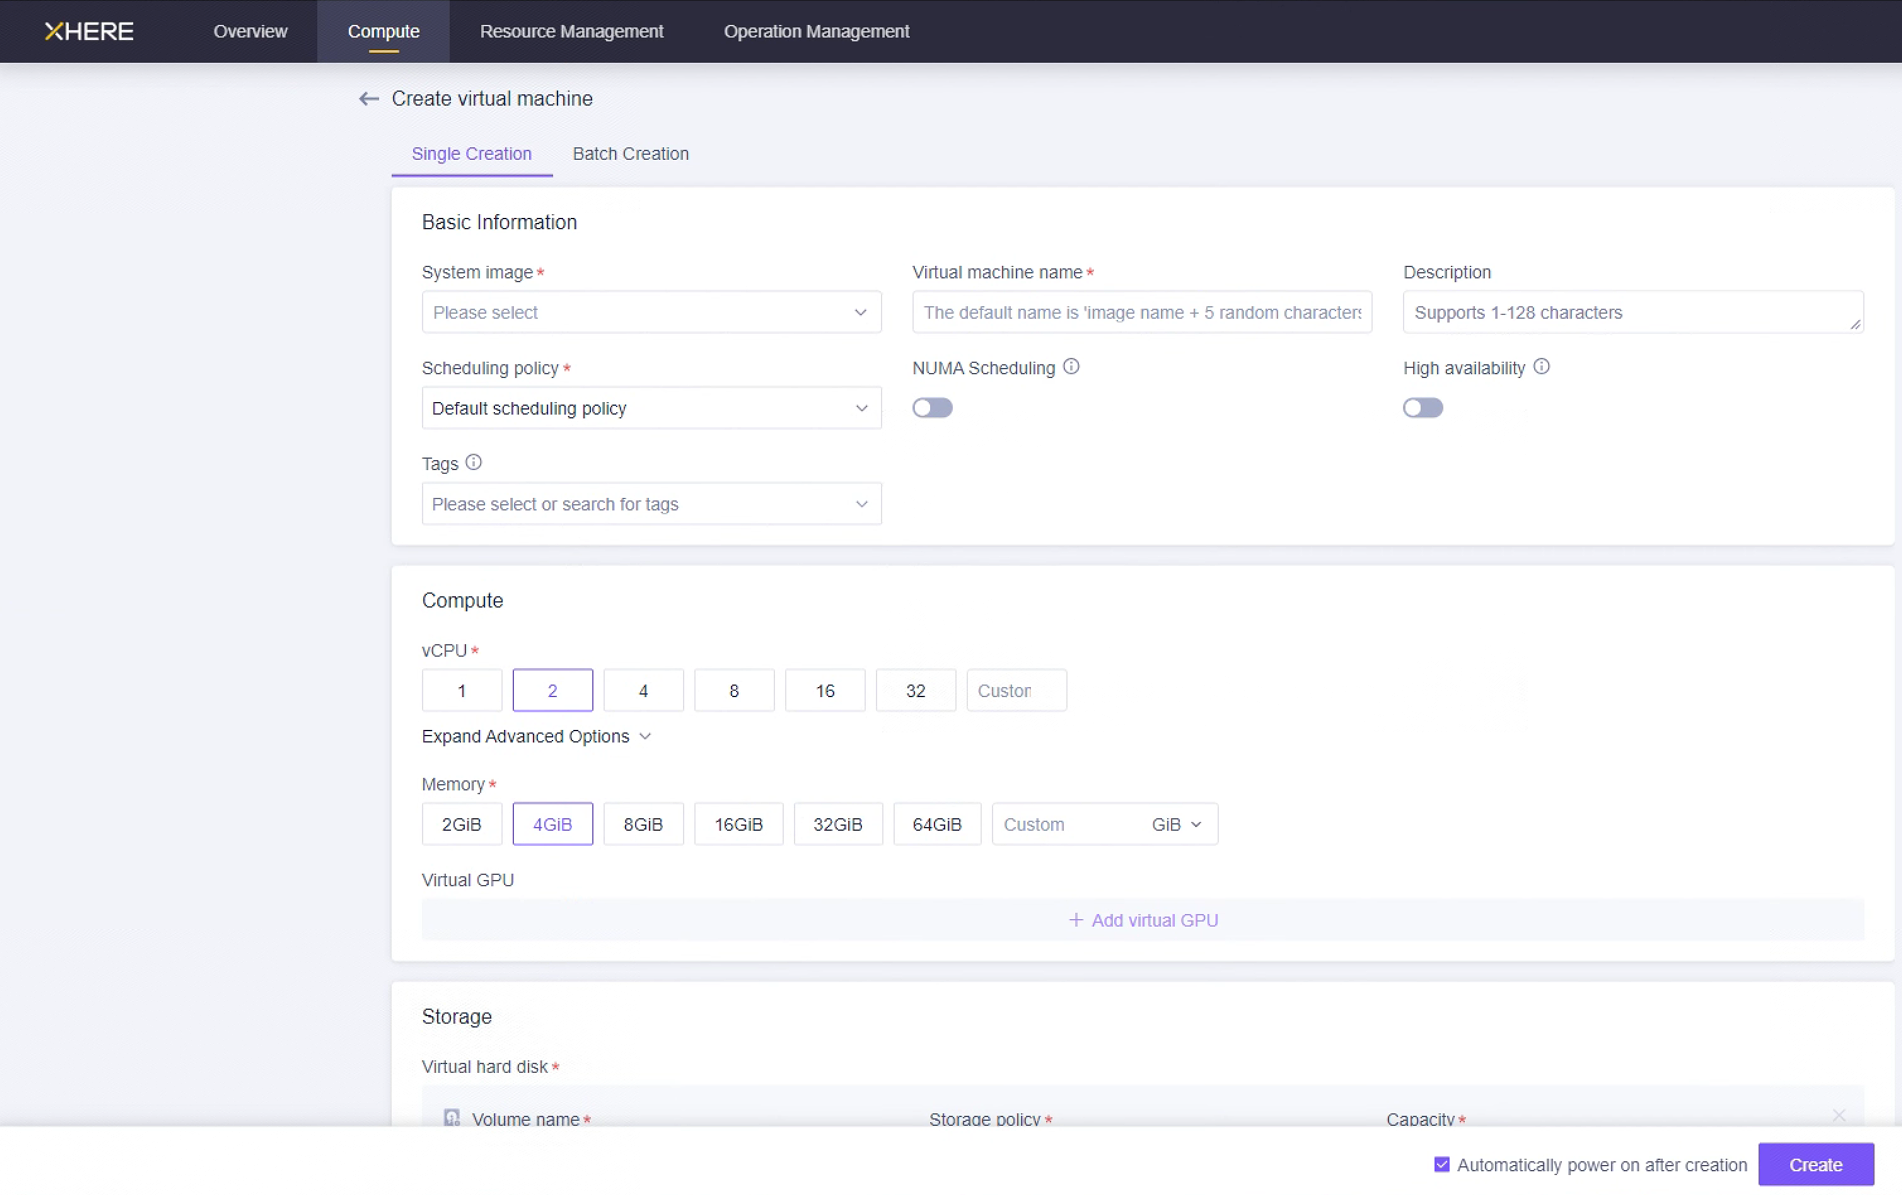 XHERE
Overview
Compute
Resource Management
Operation Management
Create virtual machine
Single Creation
Batch Creation
Basic Information
System image *
Virtual machine name *
Description
Please select
The default name is 'image name + 5 random characters
Supports 1-128 characters
Scheduling policy *
NUMA Scheduling
High availability
Default scheduling policy
Tags
Please select or search for tags
Compute
vCPU *
1
2
4
8
16
32
Custom
Expand Advanced Options
Memory *
2GiB
4GiB
8GiB
16GiB
32GiB
64GiB
Custom
GiB
Virtual GPU
+ Add virtual GPU
Storage
Virtual hard disk *
Volume name *
Storage policy *
Capacity *
Automatically power on after creation
Create